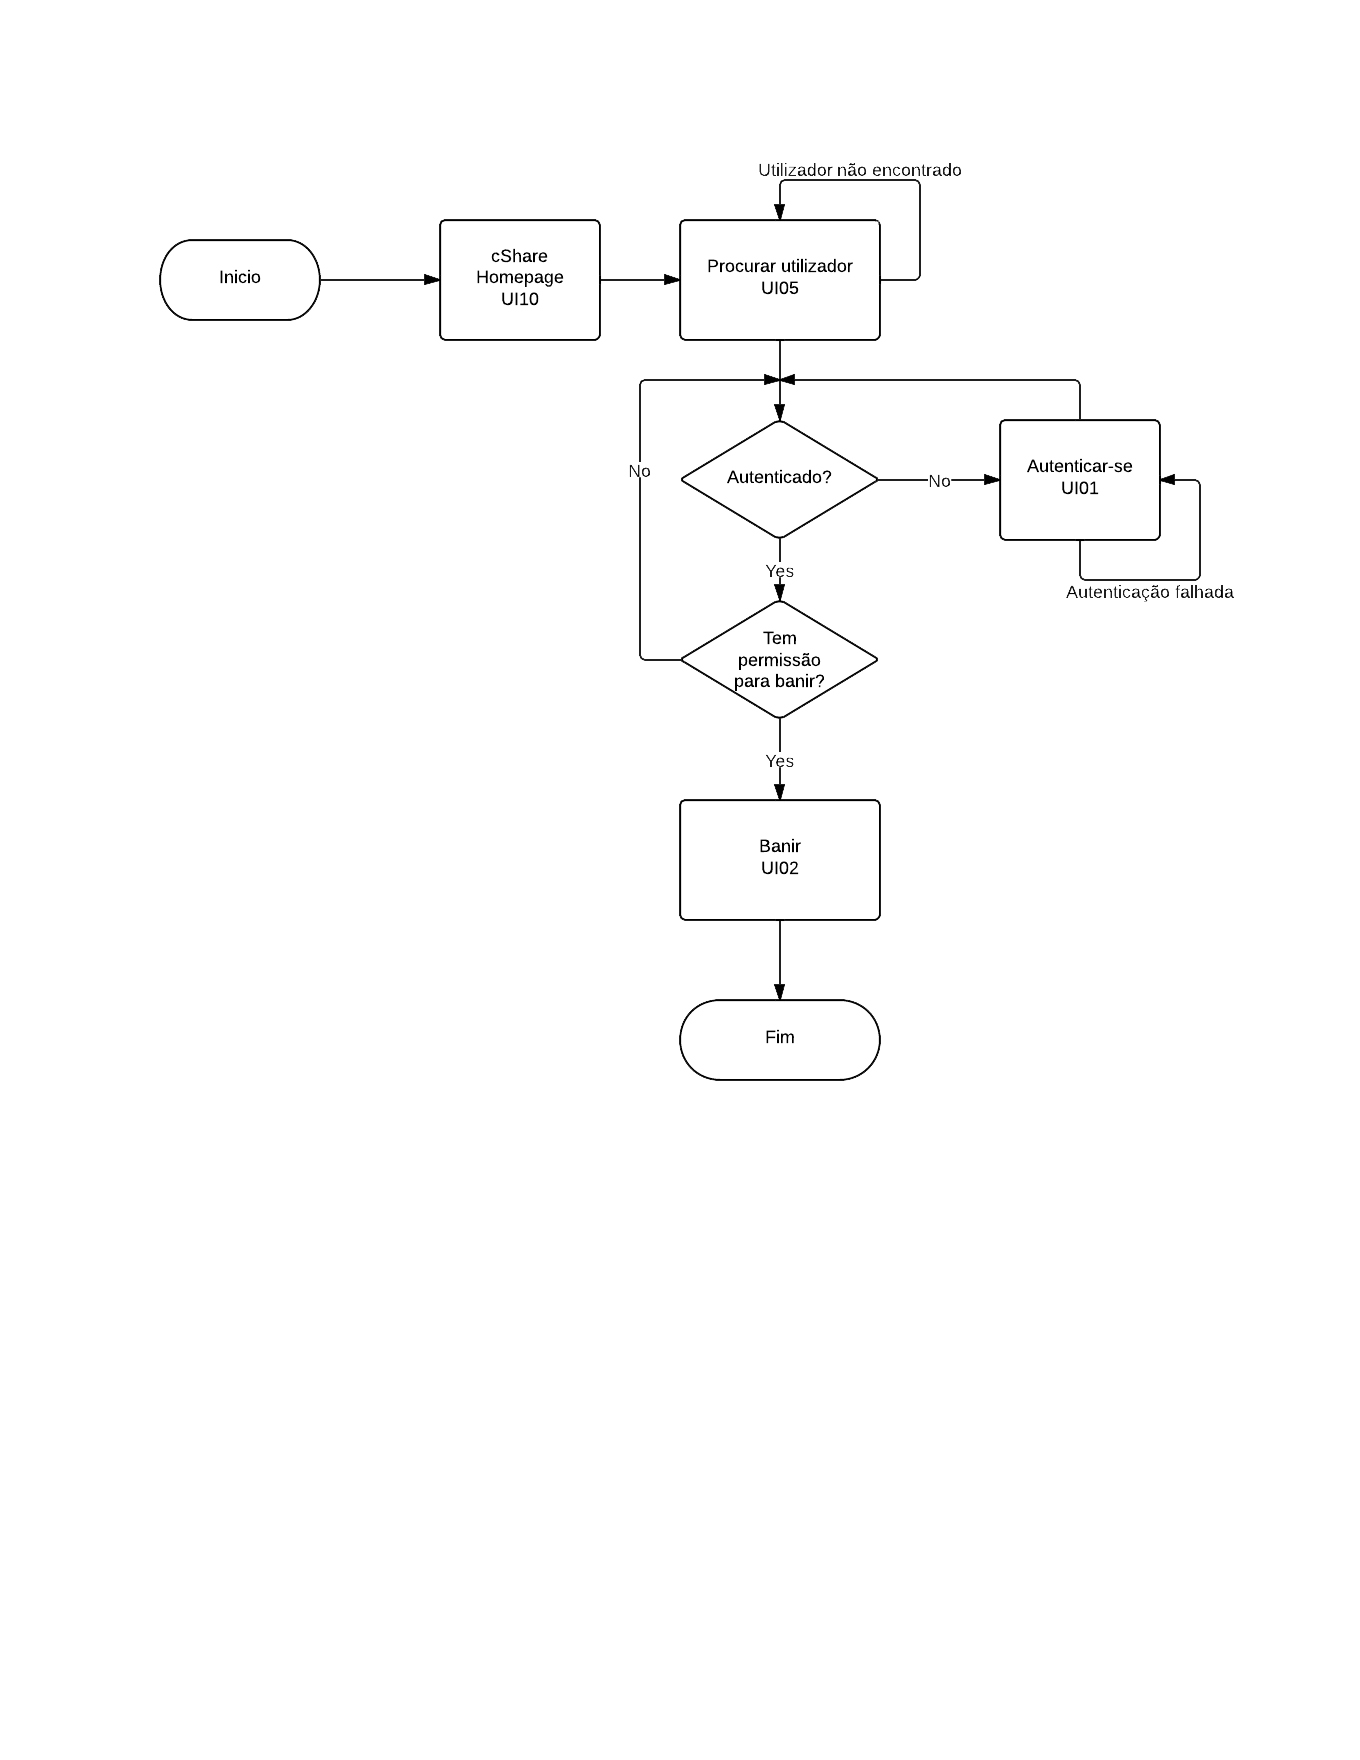 Utilizador não encontrado
Inicio
cShare
Homepage
UI10
Procurar utilizador
UI05
No
Autenticado?
No
Autenticar-se
UI01
Yes
Autenticação falhada
Tem
permissão
para banir?
Yes
Banir
UI02
Fim